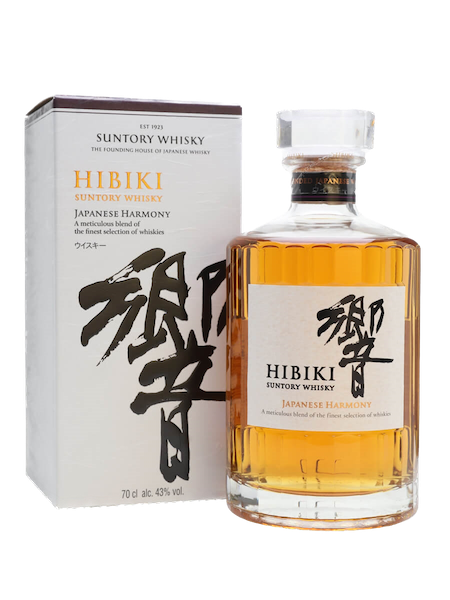 EST 1923
SUNTORY WHISKY
THE FOUNDING HOUSE OF JAPANESE WHISKY
HIBIKI
SUNTORY WHISKY
JAPANESE HARMONY
A meticulous blend of
the finest selection of whiskies
ウイスキー
響
70 cl alc. 43% vol.
JAPANESE
響
HIBIKI
SUNTORY WHISKY
JAPANESE HARMONY
A meticulous blend of the finest selection of whiskies